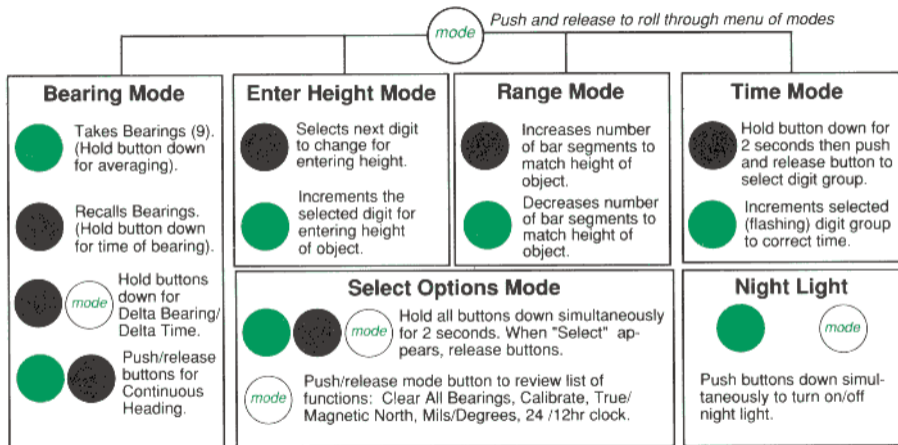 Push and release to roll through menu of modes
mode
Bearing Mode
Takes Bearings (9).
(Hold button down
for averaging).
Recalls Bearings.
(Hold button down
for time of bearing).
mode
Hold buttons
down for
Delta Bearing/
Delta Time.
Push/release
buttons for
Continuous
Heading.
Enter Height Mode
Selects next digit
to change for
entering height.
Increments the
selected digit for
entering height
of object.
Range Mode
Increases number
of bar segments to
match height of
object.
Decreases number
of bar segments to
match height of
object.
Time Mode
Hold button down for
2 seconds then push
and release button to
select digit group.
Increments selected
(flashing) digit group
to correct time.
Select Options Mode
mode
Hold all buttons down simultaneously
for 2 seconds. When "Select" ap-
pears, release buttons.
mode
Push/release mode button to review list of
functions: Clear All Bearings, Calibrate, True/
Magnetic North, Mils/Degrees, 24 /12hr clock.
Night Light
mode
Push buttons down simul-
taneously to turn on/off
night light.